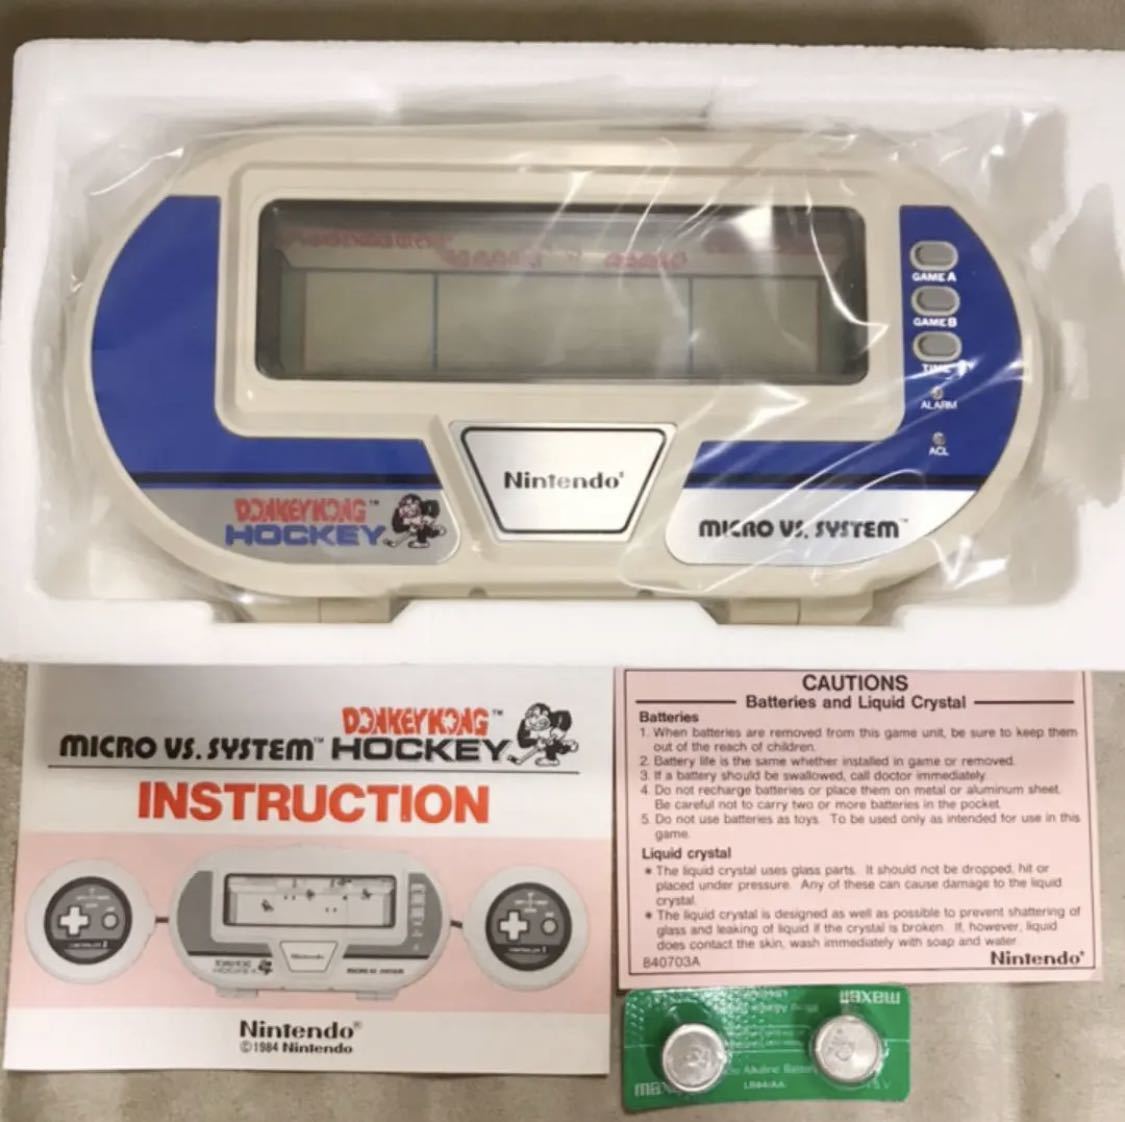 GAME A
GAME B
TIME
ALARM
ACL
Nintendo®
DONKEY KONG™
HOCKEY
MICRO VS. SYSTEM™
MICRO VS. SYSTEM™ DONKEY KONG™ HOCKEY
INSTRUCTION
Nintendo®
©1984 Nintendo
CAUTIONS
Batteries and Liquid Crystal
Batteries
1. When batteries are removed from this game unit, be sure to keep them
out of the reach of children.
2. Battery life is the same whether installed in game or removed.
3. If a battery should be swallowed, call doctor immediately.
4. Do not recharge batteries or place them on metal or aluminum sheet.
Be careful not to carry two or more batteries in the pocket.
5. Do not use batteries as toys. To be used only as intended for use in this
game.
Liquid crystal
* The liquid crystal uses glass parts. It should not be dropped, hit or
placed under pressure. Any of these can cause damage to the liquid
crystal.
* The liquid crystal is designed as well as possible to prevent shattering of
glass and leaking of liquid if the crystal is broken. If, however, liquid
does contact the skin, wash immediately with soap and water.
840703A
Nintendo®
maxell
Alkaline Battery